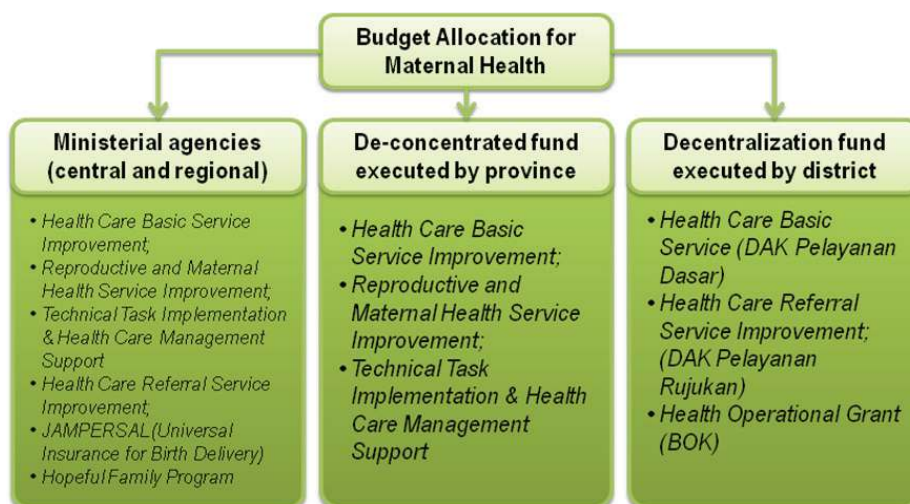 Budget Allocation for
Maternal Health
Ministerial agencies
(central and regional)
• Health Care Basic Service
Improvement;
• Reproductive and Maternal
Health Service Improvement;
• Technical Task Implementation
& Health Care Management
Support
• Health Care Referral Service
Improvement;
• JAMPERSAL(Universal
Insurance for Birth Delivery)
• Hopeful Family Program
De-concentrated fund
executed by province
• Health Care Basic
Service Improvement;
• Reproductive and
Maternal Health Service
Improvement;
• Technical Task
Implementation & Health
Care Management
Support
Decentralization fund
executed by district
• Health Care Basic
Service (DAK Pelayanan
Dasar)
• Health Care Referral
Service Improvement;
(DAK Pelayanan
Rujukan)
• Health Operational Grant
(BOK)